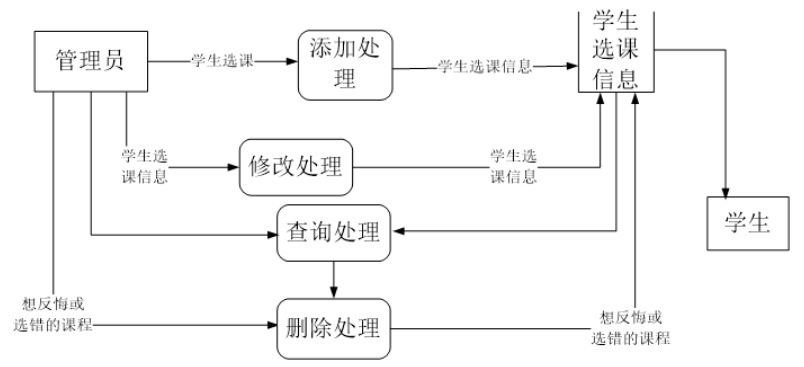 管理员
学生选课
添加处
理
学生选课信息
学生
选课
信息
学生选
课信息
修改处理
学生选
课信息
学生
查询处理
想反悔或
选错的课程
删除处理
想反悔或
选错的课程